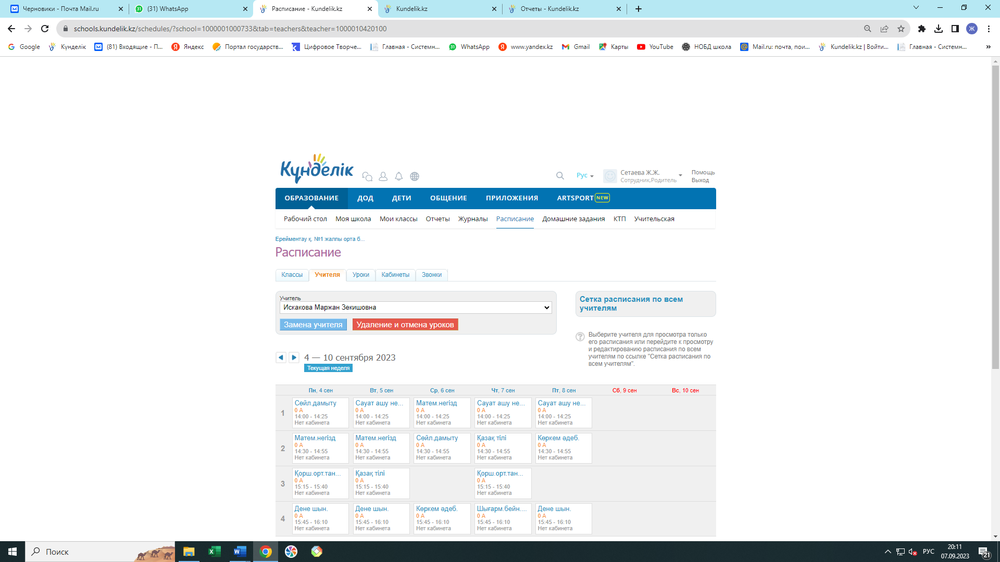 Черновики - Почта Mail.ru
(31) WhatsApp
Расписание - Kundelik.kz
Kundelik.kz
Отчеты - Kundelik.kz
schools.kundelik.kz/schedules/?school=1000001000733&tab=teachers&teacher=1000010420100
Ж
Google
Күнделік
(81) Входящие - П...
Яндекс
Портал государств...
Цифровое Творче...
Главная - Системн...
WhatsApp
www.yandex.kz
Gmail
Карты
YouTube
НОБД школа
Mail.ru: почта, пои...
Kundelik.kz | Войти...
Главная - Системн...
Күнделік
Рус
Сетаева Ж.Ж.
Сотрудник,Родитель
Помощь
Выход
ОБРАЗОВАНИЕ ДОД ДЕТИ ОБЩЕНИЕ ПРИЛОЖЕНИЯ ARTSPORT NEW
Рабочий стол Моя школа Мои классы Отчеты Журналы Расписание Домашние задания КТП Учительская
Ерейментау қ. №1 жалпы орта б...
Расписание
Классы Учителя Уроки Кабинеты Звонки
Учитель
Искакова Маржан Зекишовна
Замена учителя Удаление и отмена уроков
Сетка расписания по всем
учителям
Выберите учителя для просмотра только
его расписания или перейдите к просмотру
и редактированию расписания по всем
учителям по ссылке "Сетка расписания по
всем учителям".
4 — 10 сентября 2023
Текущая неделя
Пн, 4 сен Вт, 5 сен Ср, 6 сен Чт, 7 сен Пт, 8 сен Сб, 9 сен Вс, 10 сен
1
Сөйл.дамыту Сауат ашу не... Матем.негізд Сауат ашу не... Сауат ашу не...
0 А 0 А 0 А 0 А 0 А
14:00 - 14:25 14:00 - 14:25 14:00 - 14:25 14:00 - 14:25 14:00 - 14:25
Нет кабинета Нет кабинета Нет кабинета Нет кабинета Нет кабинета
2
Матем.негізд Матем.негізд Сөйл.дамыту Қазақ тілі Көркем әдеб.
0 А 0 А 0 А 0 А 0 А
14:30 - 14:55 14:30 - 14:55 14:30 - 14:55 14:30 - 14:55 14:30 - 14:55
Нет кабинета Нет кабинета Нет кабинета Нет кабинета Нет кабинета
3
Қорш.орт.тан... Қазақ тілі Қорш.орт.тан...
0 А 0 А 0 А
15:15 - 15:40 15:15 - 15:40 15:15 - 15:40
Нет кабинета Нет кабинета Нет кабинета
4
Дене шын. Дене шын. Көркем әдеб. Шығарм.бейн.... Дене шын.
0 А 0 А 0 А 0 А 0 А
15:45 - 16:10 15:45 - 16:10 15:45 - 16:10 15:45 - 16:10 15:45 - 16:10
Нет кабинета Нет кабинета Нет кабинета Нет кабинета Нет кабинета
Поиск
РУС
20:11
07.09.2023
21